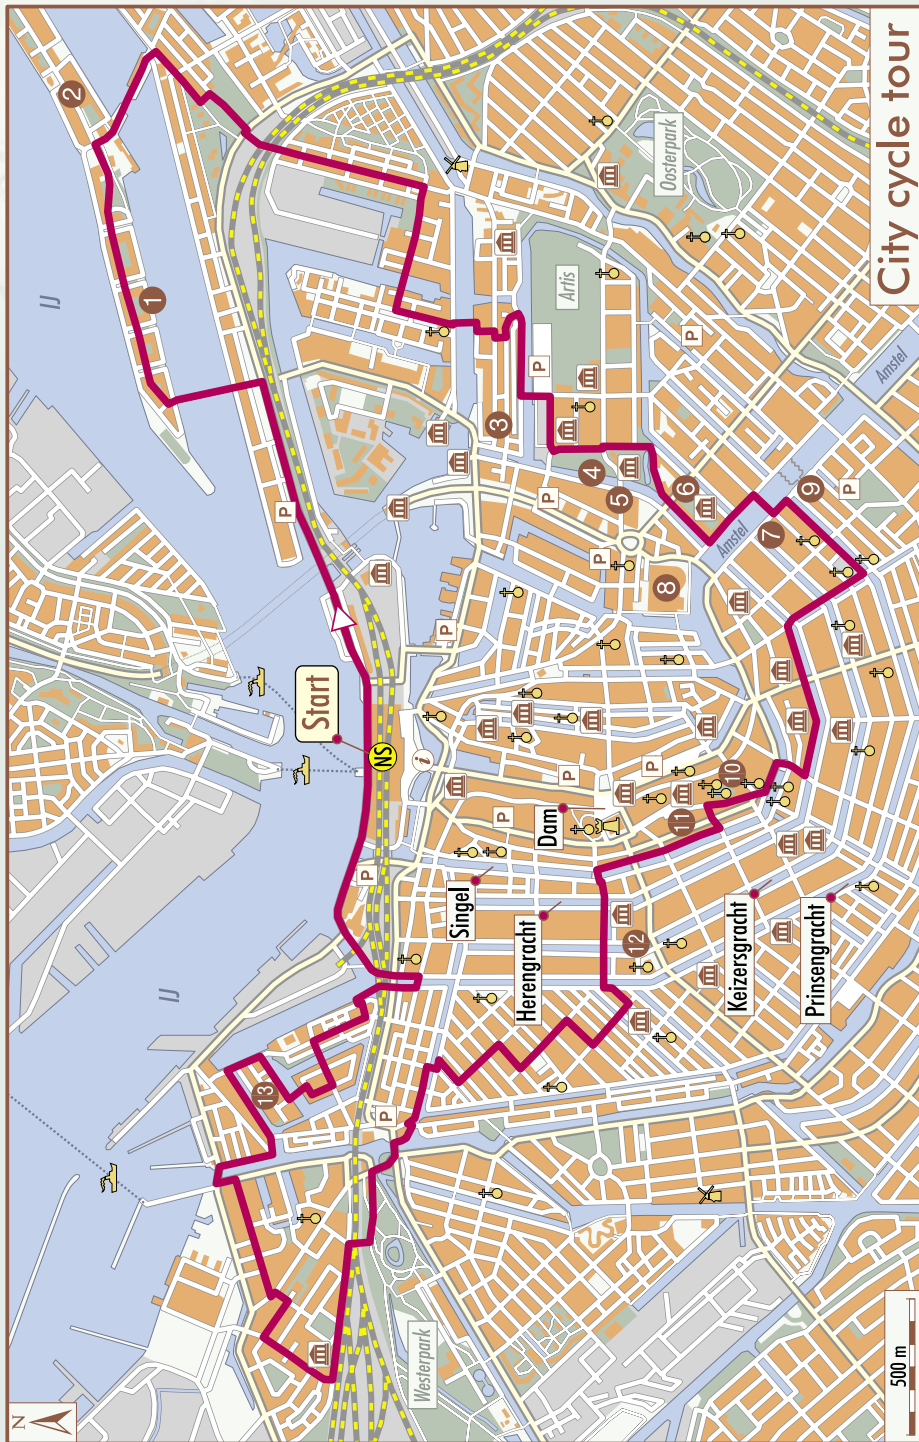 City cycle tour
N
500 m
IJ
IJ
2
1
Start
NS
i
P
P
P
P
P
P
P
P
P
P
P
P
P
Artis
Oosterpark
Amstel
Amstel
3
4
5
6
7
8
9
10
11
12
13
Dam
Singel
Herengracht
Keizersgracht
Prinsengracht
Westerpark